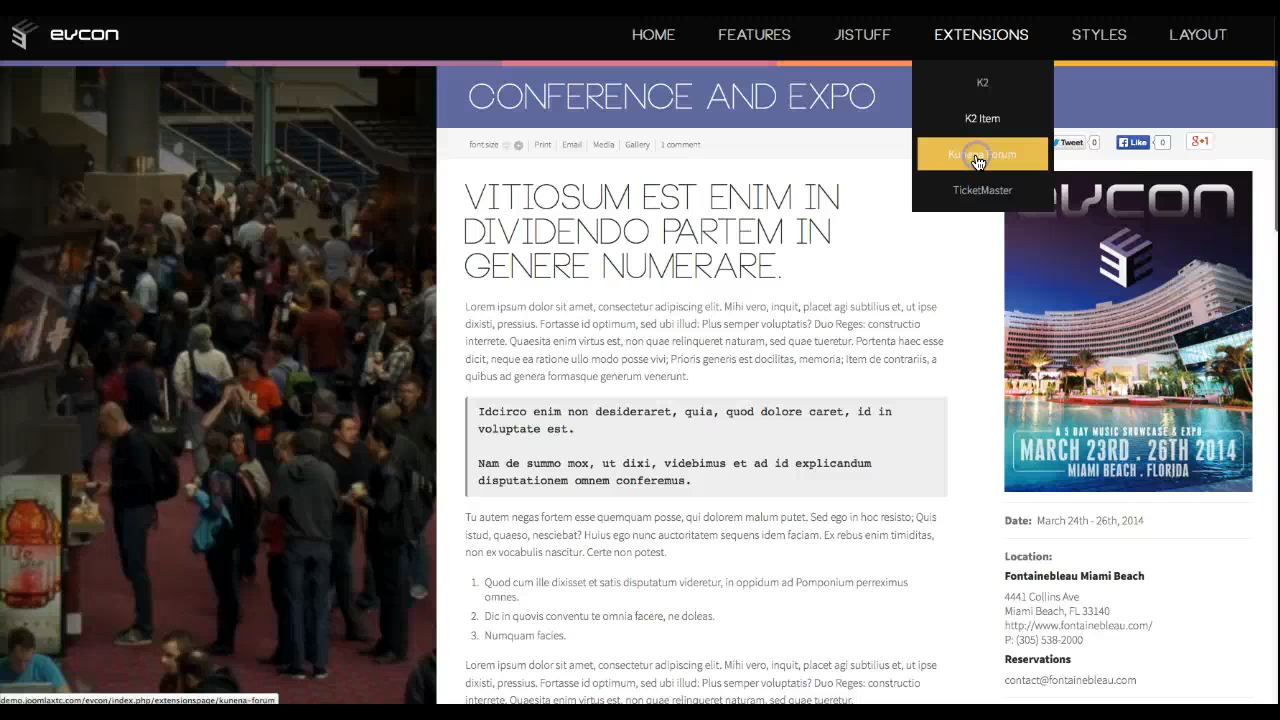 evcon
HOME FEATURES JISTUFF EXTENSIONS STYLES LAYOUT
K2
K2 Item
Kunena Forum
TicketMaster
CONFERENCE AND EXPO
font size Print Email Media Gallery 1 comment
Tweet 0 Like 0 g+1
VITIOSUM EST ENIM IN
DIVIDENDO PARTEM IN
GENERE NUMERARE.
Lorem ipsum dolor sit amet, consectetur adipiscing elit. Mihi vero, inquit, placet agi subtilius et, ut ipse
dixisti, pressius. Fortasse id optimum, sed ubi illud: Plus semper voluptatis? Duo Reges: constructio
interrete. Quaesita enim virtus est, non quae relinqueret naturam, sed quae tueretur. Portenta haec esse
dicit, neque ea ratione ullo modo posse vivi; Prioris generis est docilitas, memoria; Item de contrariis, a
quibus ad genera formasque generum venerunt.
Idcirco enim non desideraret, quia, quod dolore caret, id in
voluptate est.
Nam de summo mox, ut dixi, videbimus et ad id explicandum
disputationem omnem conferemus.
Tu autem negas fortem esse quemquam posse, qui dolorem malum putet. Sed ego in hoc resisto; Quis
istud, quaeso, nesciebat? Huius ego nunc auctoritatem sequens idem faciam. Ex rebus enim timiditas,
non ex vocabulis nascitur. Certe non potest.
1. Quod cum ille dixisset et satis disputatum videretur, in oppidum ad Pomponium perreximus
omnes.
2. Dic in quovis conventu te omnia facere, ne doleas.
3. Numquam facies.
Lorem ipsum dolor sit amet, consectetur adipiscing elit. Mihi vero, inquit, placet agi subtilius et, ut ipse
dixisti, pressius. Fortasse id optimum, sed ubi illud: Plus semper voluptatis? Duo Reges: constructio
interrete. Quaesita enim virtus est, non quae relinqueret naturam, sed quae tueretur.
evcon
A 5 DAY MUSIC SHOWCASE & EXPO
MARCH 23RD . 26TH 2014
MIAMI BEACH . FLORIDA
Date: March 24th - 26th, 2014
Location:
Fontainebleau Miami Beach
4441 Collins Ave
Miami Beach, FL 33140
http://www.fontainebleau.com/
P: (305) 538-2000
Reservations
contact@fontainebleau.com
demo.joomlaxtc.com/evcon/index.php/extensionspage/kunena-forum